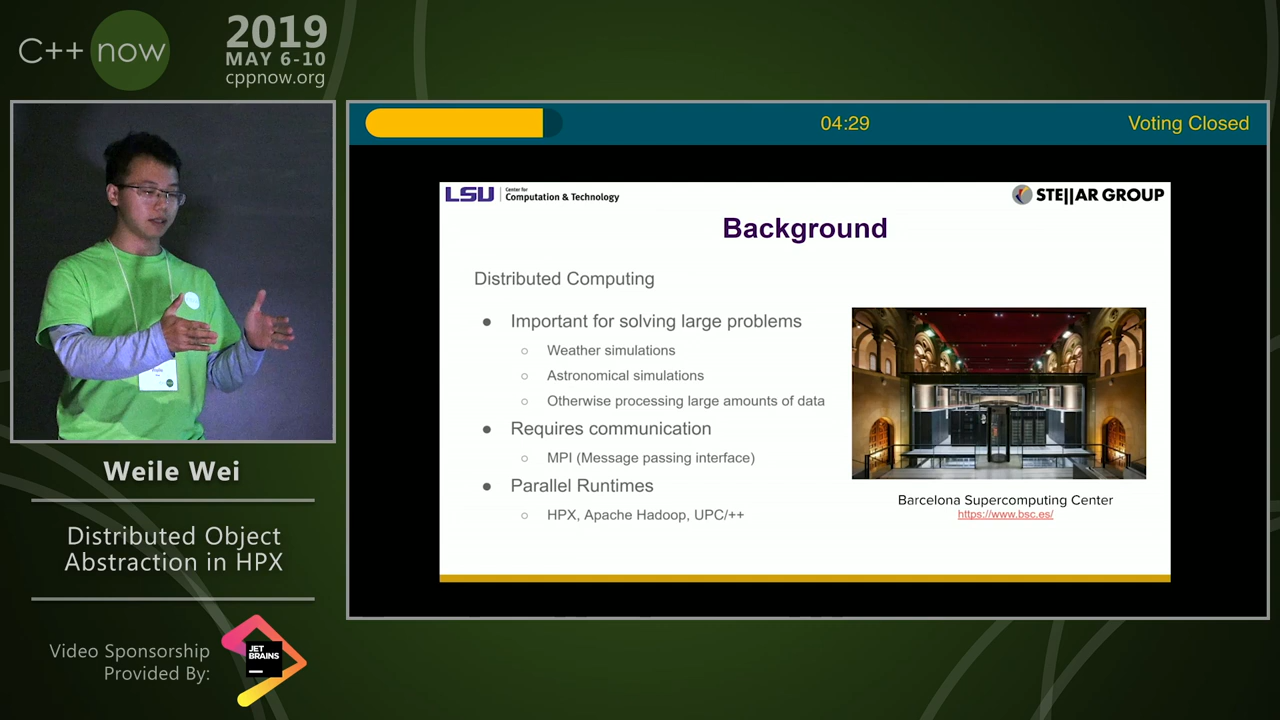 C++ now
2019
MAY 6-10
cppnow.org
04:29
Voting Closed
LSU
Center for
Computation & Technology
STE||AR GROUP
Background
Distributed Computing
● Important for solving large problems
○ Weather simulations
○ Astronomical simulations
○ Otherwise processing large amounts of data
● Requires communication
○ MPI (Message passing interface)
● Parallel Runtimes
○ HPX, Apache Hadoop, UPC/++
Barcelona Supercomputing Center
https://www.bsc.es/
Weile Wei
Distributed Object
Abstraction in HPX
Video Sponsorship
Provided By:
JET
BRAINS